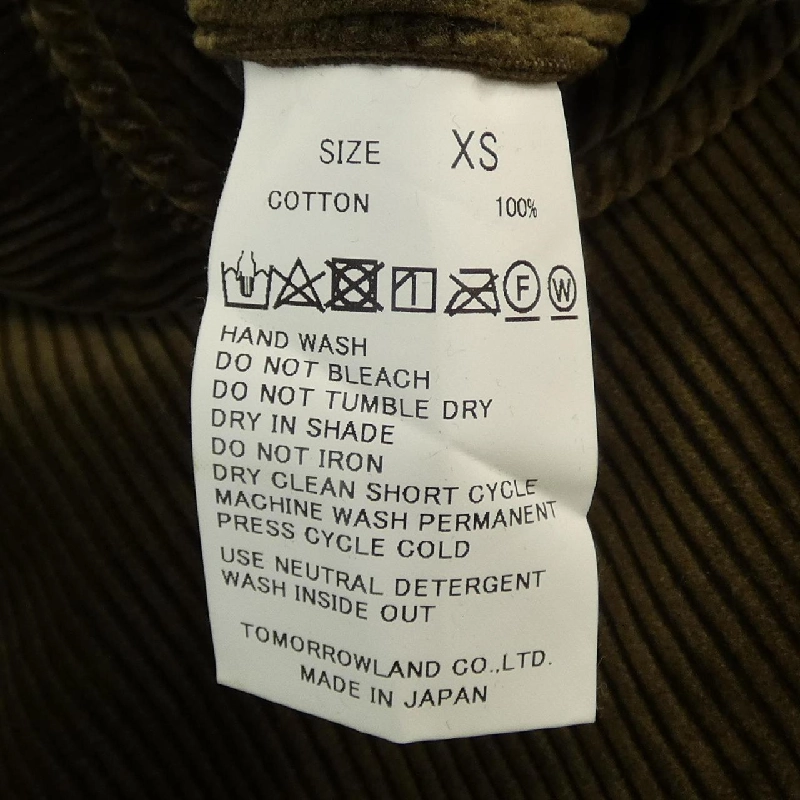 SIZE XS
COTTON 100%
F W
HAND WASH
DO NOT BLEACH
DO NOT TUMBLE DRY
DRY IN SHADE
DO NOT IRON
DRY CLEAN SHORT CYCLE
MACHINE WASH PERMANENT
PRESS CYCLE COLD
USE NEUTRAL DETERGENT
WASH INSIDE OUT
TOMORROWLAND CO.,LTD.
MADE IN JAPAN